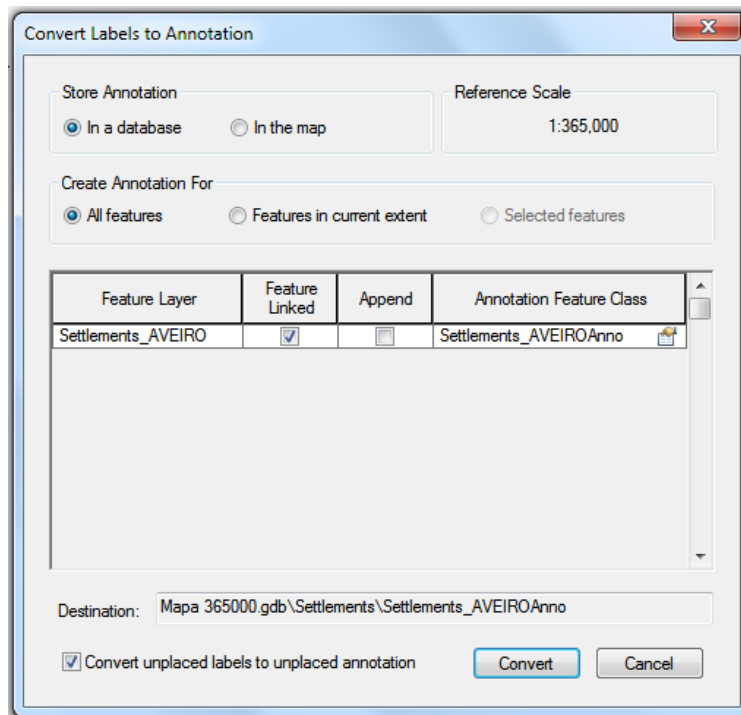 Convert Labels to Annotation
Store Annotation
In a database In the map
Reference Scale
1:365,000
Create Annotation For
All features Features in current extent Selected features
Feature Layer Feature Linked Append Annotation Feature Class
Settlements_AVEIRO Settlements_AVEIROAnno
Destination: Mapa 365000.gdb\Settlements\Settlements_AVEIROAnno
Convert unplaced labels to unplaced annotation Convert Cancel